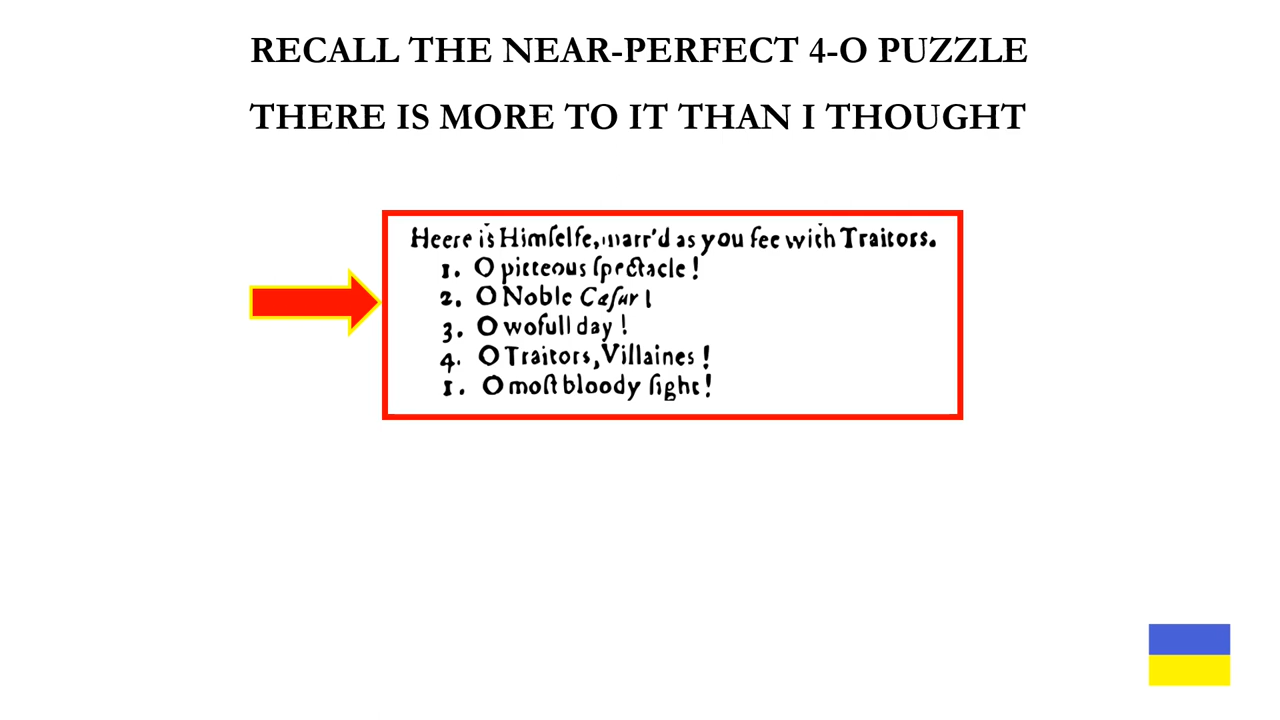 RECALL THE NEAR-PERFECT 4-O PUZZLE
THERE IS MORE TO IT THAN I THOUGHT
Heere is Himſelfe, marr'd as you ſee with Traitors.
1. O pitteous ſpectacle!
2. O Noble Cæſar!
3. O wofull day!
4. O Traitors, Villaines!
1. O moſt bloody ſight!